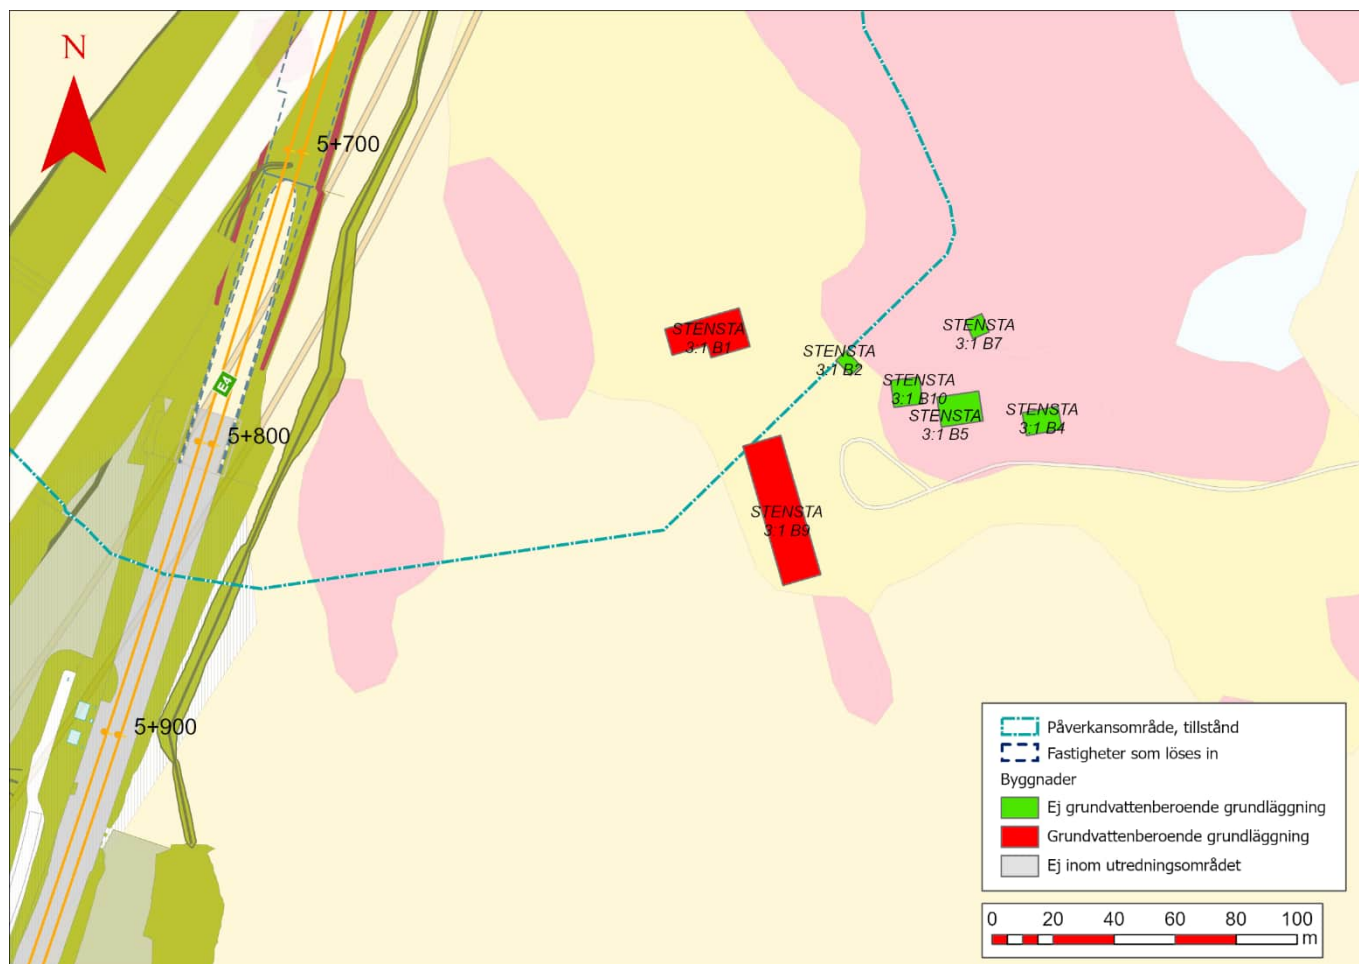 N
5+700
STENSTA
3:1 B1
STENSTA
3:1 B7
STENSTA
3:1 B2
STENSTA
3:1 B10
STENSTA
3:1 B5
STENSTA
3:1 B4
E4
5+800
STENSTA
3:1 B9
5+900
Påverkansområde, tillstånd
Fastigheter som löses in
Byggnader
Ej grundvattenberoende grundläggning
Grundvattenberoende grundläggning
Ej inom utredningsområdet
0 20 40 60 80 100
m